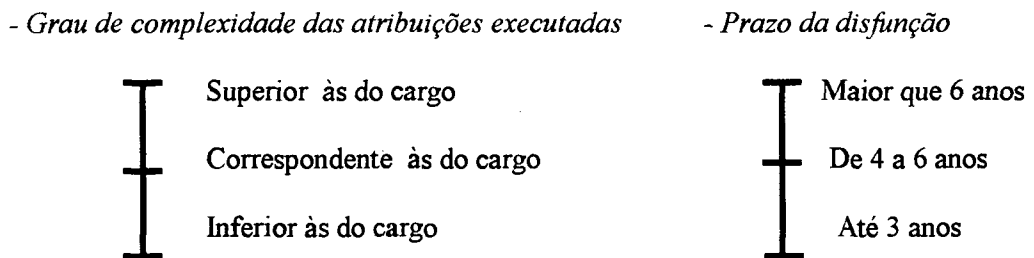 - Grau de complexidade das atribuições executadas
Superior às do cargo
Correspondente às do cargo
Inferior às do cargo
- Prazo da disfunção
Maior que 6 anos
De 4 a 6 anos
Até 3 anos